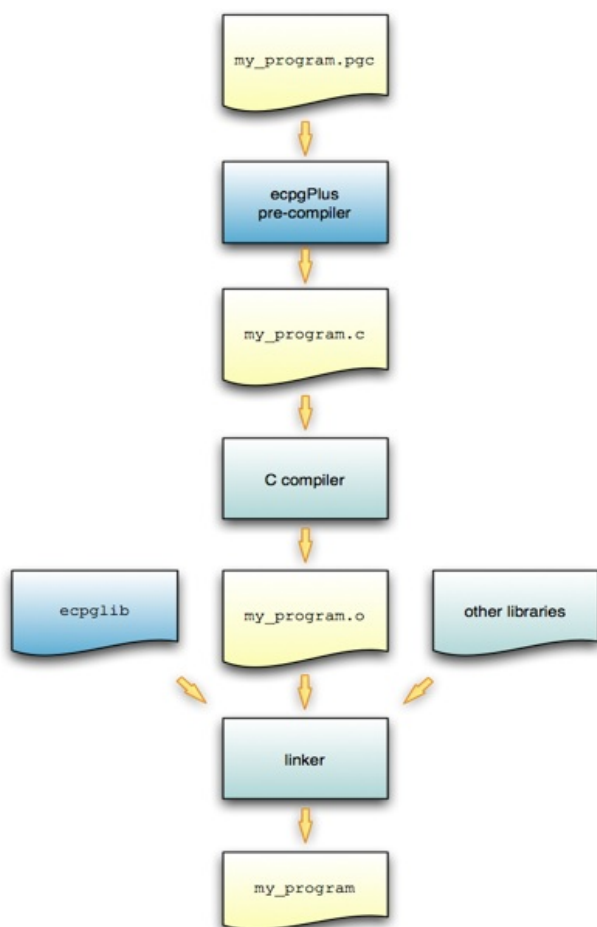 my_program.pgc
ecpgPlus
pre-compiler
my_program.c
C compiler
ecpglib
my_program.o
other libraries
linker
my_program